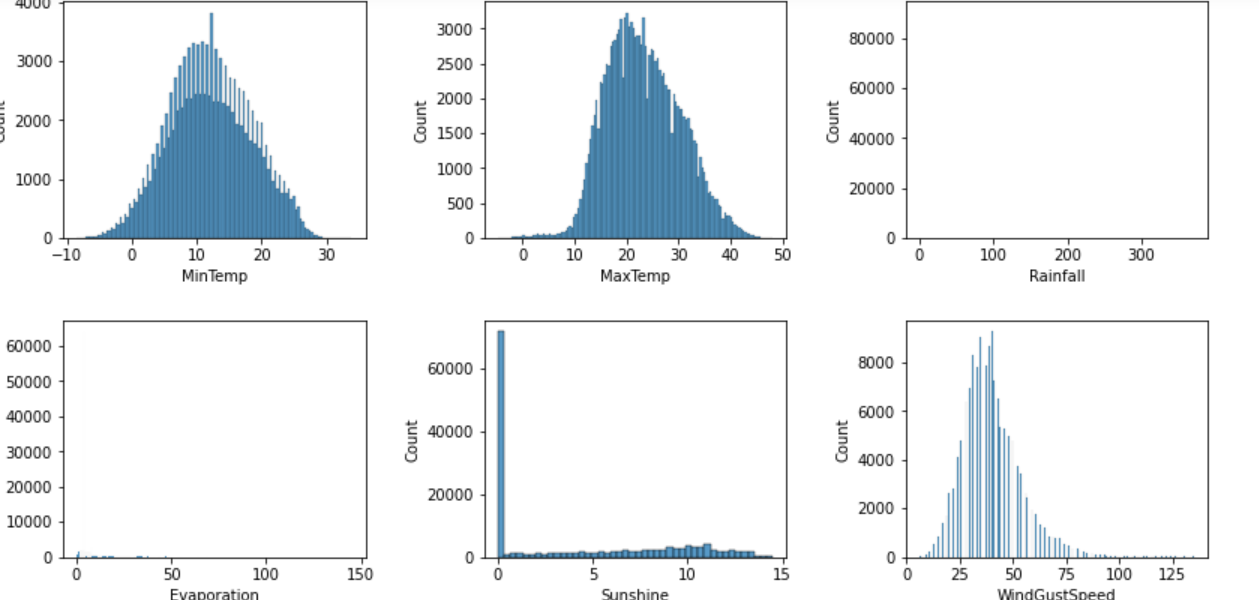 4000
3000
2000
1000
0
Count
−10 0 10 20 30
MinTemp
3000
2500
2000
1500
1000
500
0
Count
0 10 20 30 40 50
MaxTemp
80000
60000
40000
20000
0
Count
0 100 200 300
Rainfall
60000
50000
40000
30000
20000
10000
0
0 50 100 150
Evaporation
60000
40000
20000
0
Count
0 5 10 15
Sunshine
8000
6000
4000
2000
0
Count
0 25 50 75 100 125
WindGustSpeed